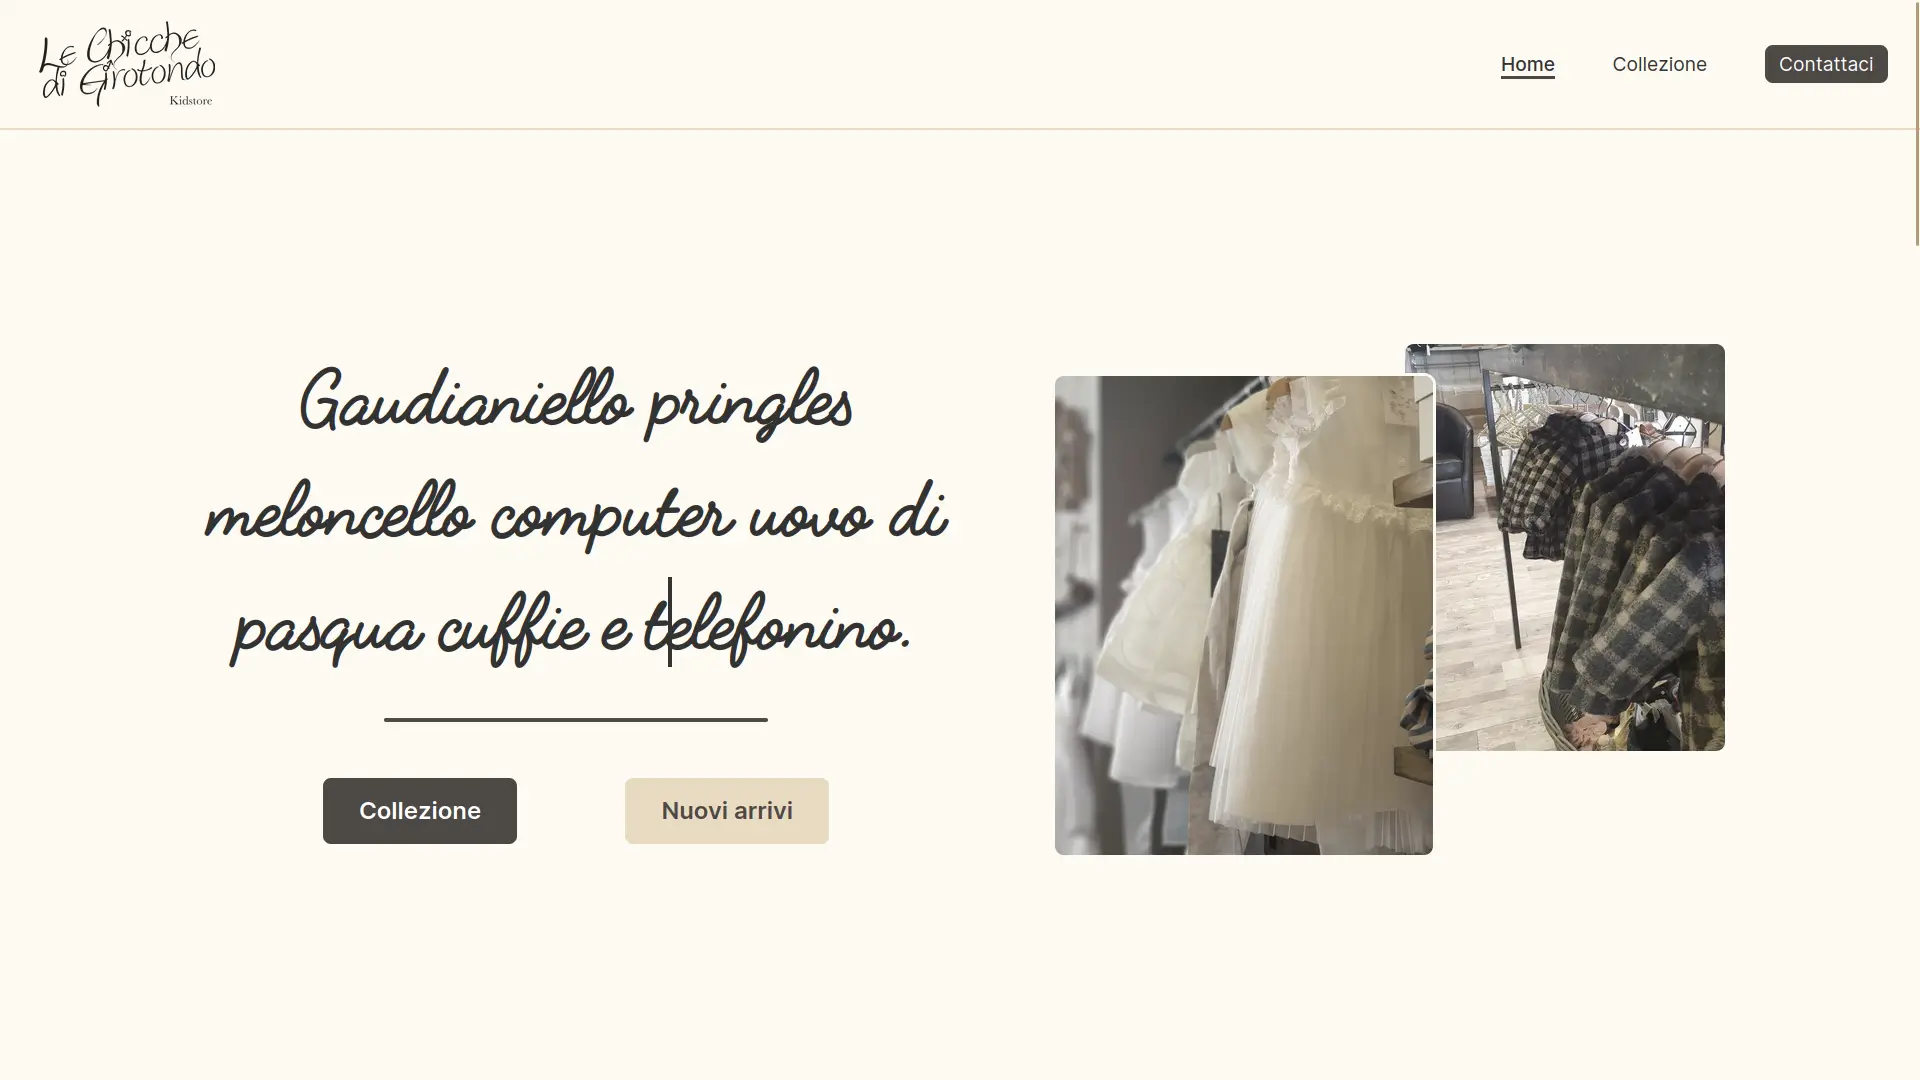 Le Chicche
di Girotondo
Kidstore
Home
Collezione
Contattaci
Gaudianiello pringles
meloncello computer uovo di
pasqua cuffie e telefonino.
Collezione
Nuovi arrivi